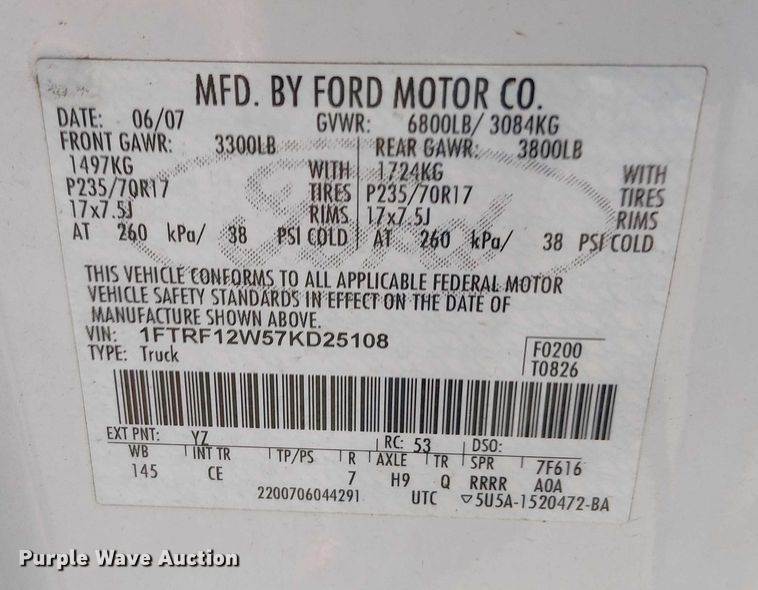 MFD. BY FORD MOTOR CO.
DATE: 06/07 GVWR: 6800LB/ 3084KG
FRONT GAWR: 3300LB REAR GAWR: 3800LB
1497KG WITH 1724KG WITH
P235/70R17 TIRES P235/70R17 TIRES
17x7.5J RIMS 17x7.5J RIMS
AT 260 kPa/ 38 PSI COLD AT 260 kPa/ 38 PSI COLD
THIS VEHICLE CONFORMS TO ALL APPLICABLE FEDERAL MOTOR
VEHICLE SAFETY STANDARDS IN EFFECT ON THE DATE OF
MANUFACTURE SHOWN ABOVE.
VIN: 1FTRF12W57KD25108
TYPE: Truck
F0200
T0826
EXT PNT: YZ RC: 53 DSO:
WB INT TR TP/PS R AXLE TR SPR 7F616
145 CE 7 H9 Q RRRR A0A
2200706044291 UTC ▽5U5A-1520472-BA
Purple Wave Auction